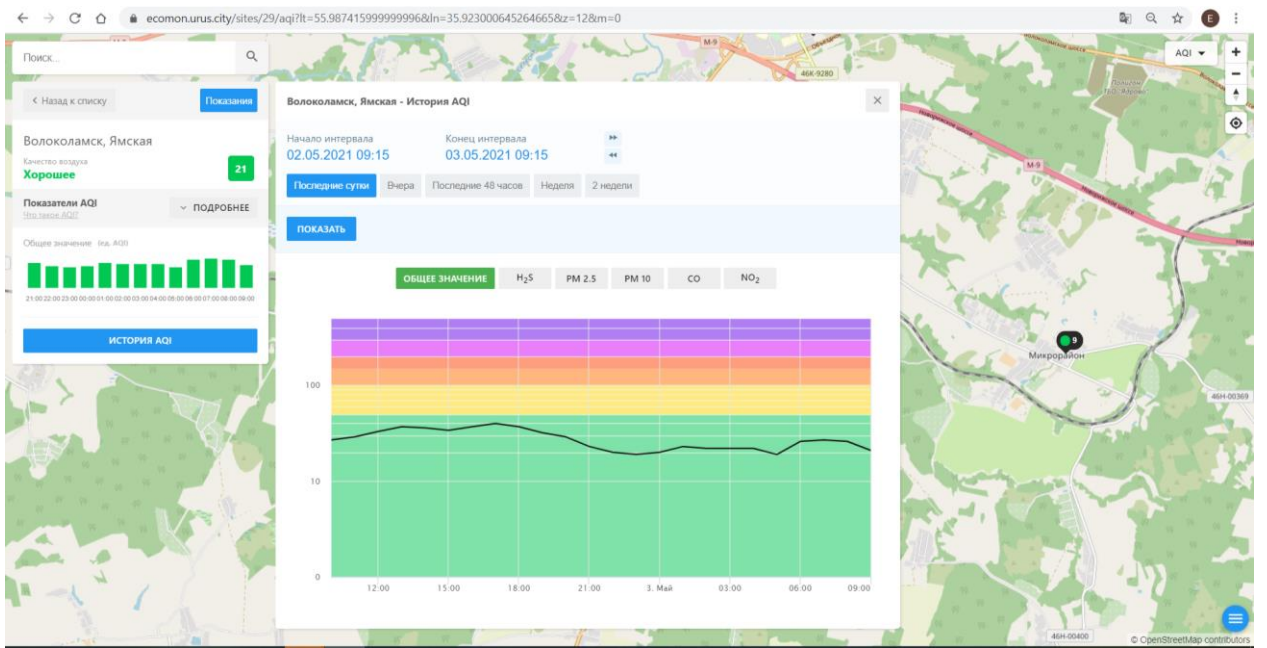 ecomon.urus.city/sites/29/aqi?lt=55.987415999999996&ln=35.923000645264665&z=12&m=0
E
Поиск...
М-9
46К-9280
AQI
+
−
Назад к списку
Показания
Волоколамск, Ямская
Качество воздуха
Хорошее
21
Показатели AQI
Что такое AQI?
ПОДРОБНЕЕ
Общее значение (ед. AQI)
21:00 22:00 23:00 00:00 01:00 02:00 03:00 04:00 05:00 06:00 07:00 08:00 09:00
ИСТОРИЯ AQI
Волоколамск, Ямская - История AQI
Начало интервала
Конец интервала
02.05.2021 09:15
03.05.2021 09:15
Последние сутки
Вчера
Последние 48 часов
Неделя
2 недели
ПОКАЗАТЬ
ОБЩЕЕ ЗНАЧЕНИЕ
H₂S
PM 2.5
PM 10
CO
NO₂
100
10
0
12:00
15:00
18:00
21:00
3. Май
03:00
06:00
09:00
М-9
Новорижское шоссе
9
Микрорайон
46Н-00369
46Н-00400
© OpenStreetMap contributors